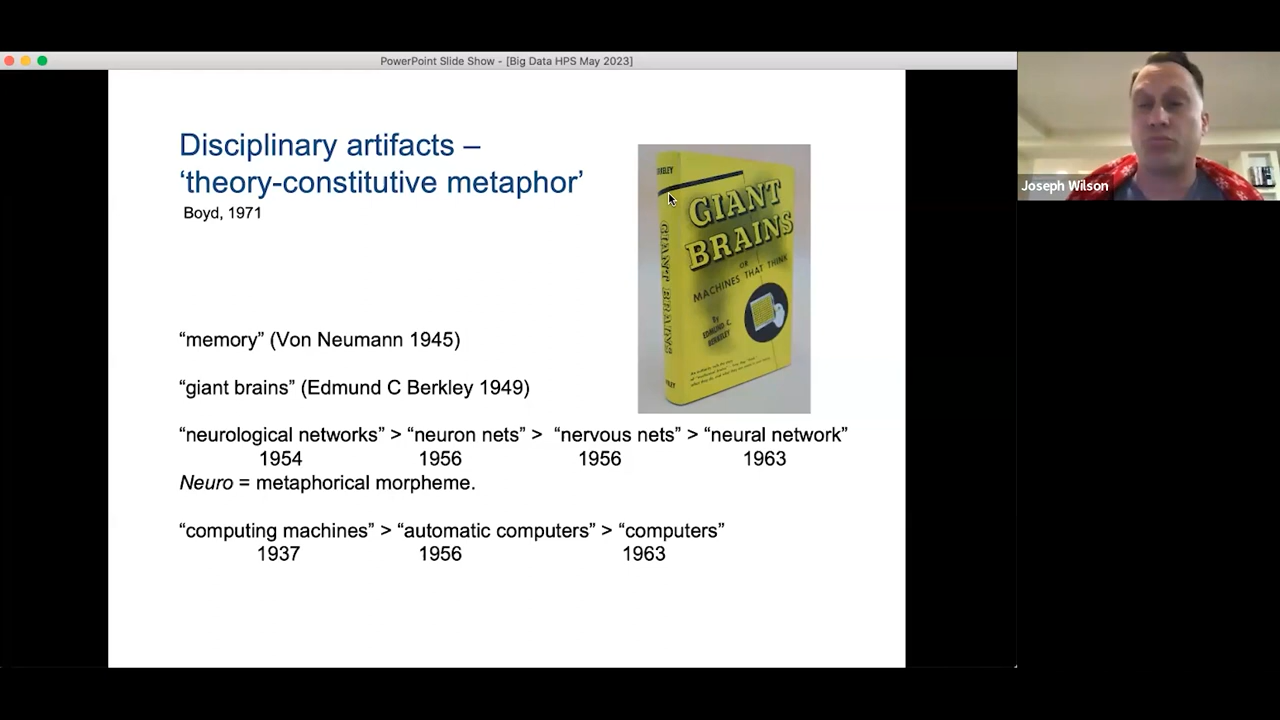 PowerPoint Slide Show - [Big Data HPS May 2023]
Disciplinary artifacts –
‘theory-constitutive metaphor’
Boyd, 1971
GIANT
BRAINS
OR
MACHINES THAT THINK
By
EDMUND C.
BERKELEY
GIANT BRAINS
“memory” (Von Neumann 1945)
“giant brains” (Edmund C Berkley 1949)
“neurological networks” > “neuron nets” > “nervous nets” > “neural network”
1954 1956 1956 1963
Neuro = metaphorical morpheme.
“computing machines” > “automatic computers” > “computers”
1937 1956 1963
Joseph Wilson